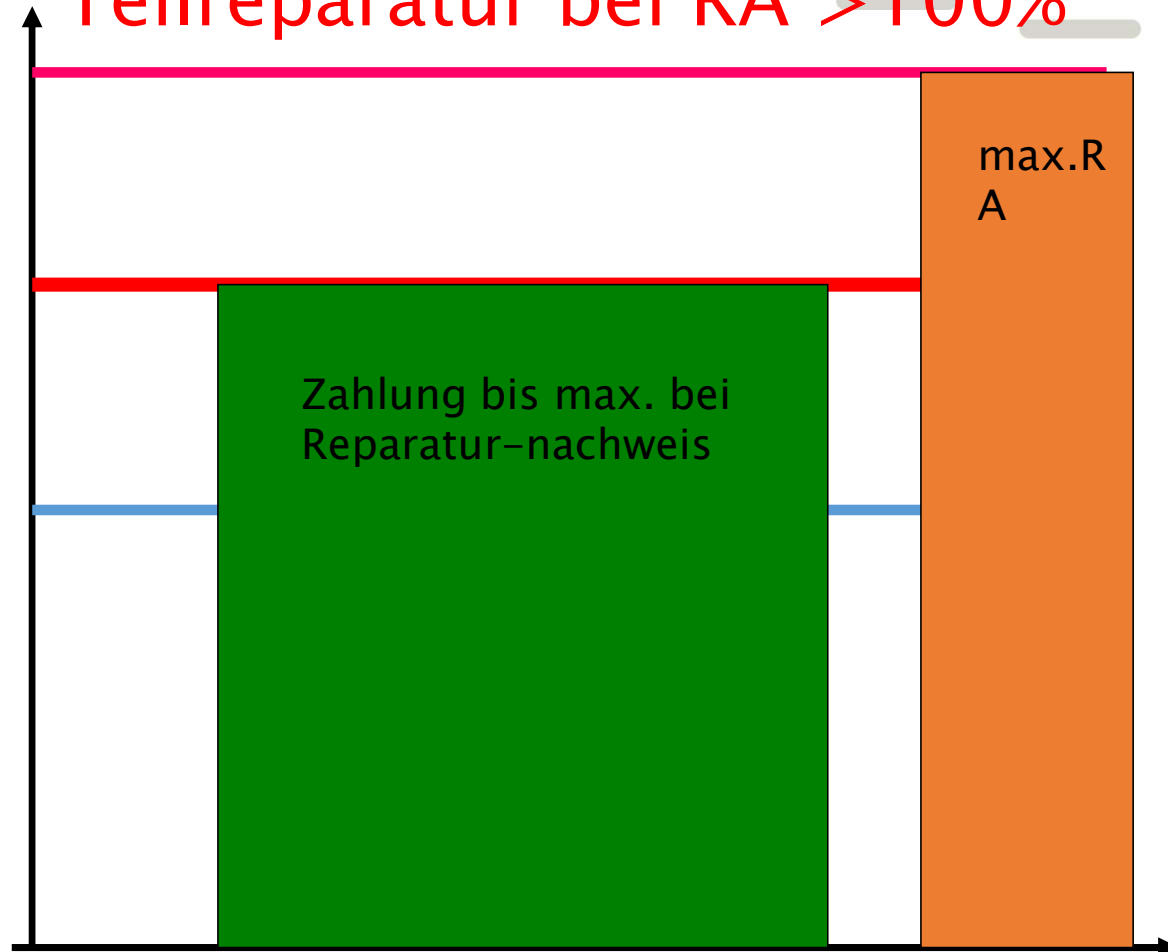 Teilreparatur bei RA >100%
max.R
A
Zahlung bis max. bei
Reparatur-nachweis